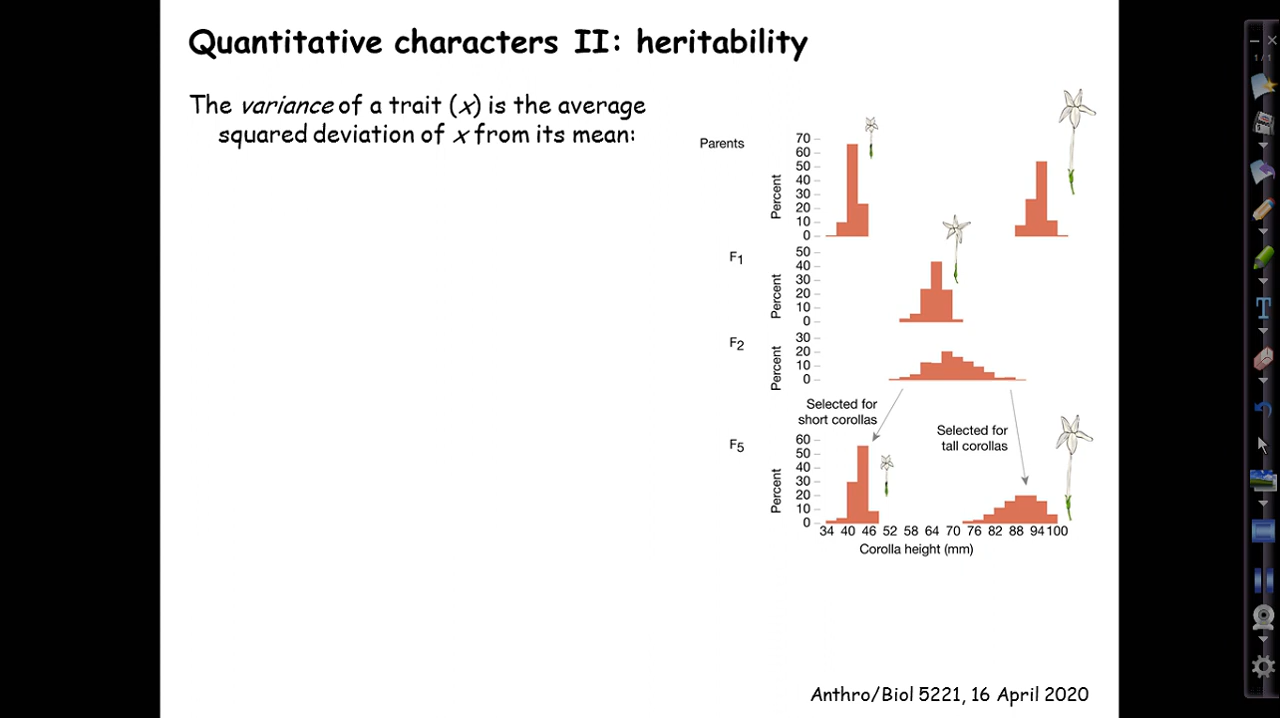 Quantitative characters II: heritability
The variance of a trait (x) is the average
squared deviation of x from its mean:
Parents
Percent
70
60
50
40
30
20
10
0
F1
Percent
50
40
30
20
10
0
F2
Percent
30
20
10
0
Selected for
short corollas
Selected for
tall corollas
F5
Percent
60
50
40
30
20
10
0
34 40 46 52 58 64 70 76 82 88 94 100
Corolla height (mm)
Anthro/Biol 5221, 16 April 2020
1/1
T